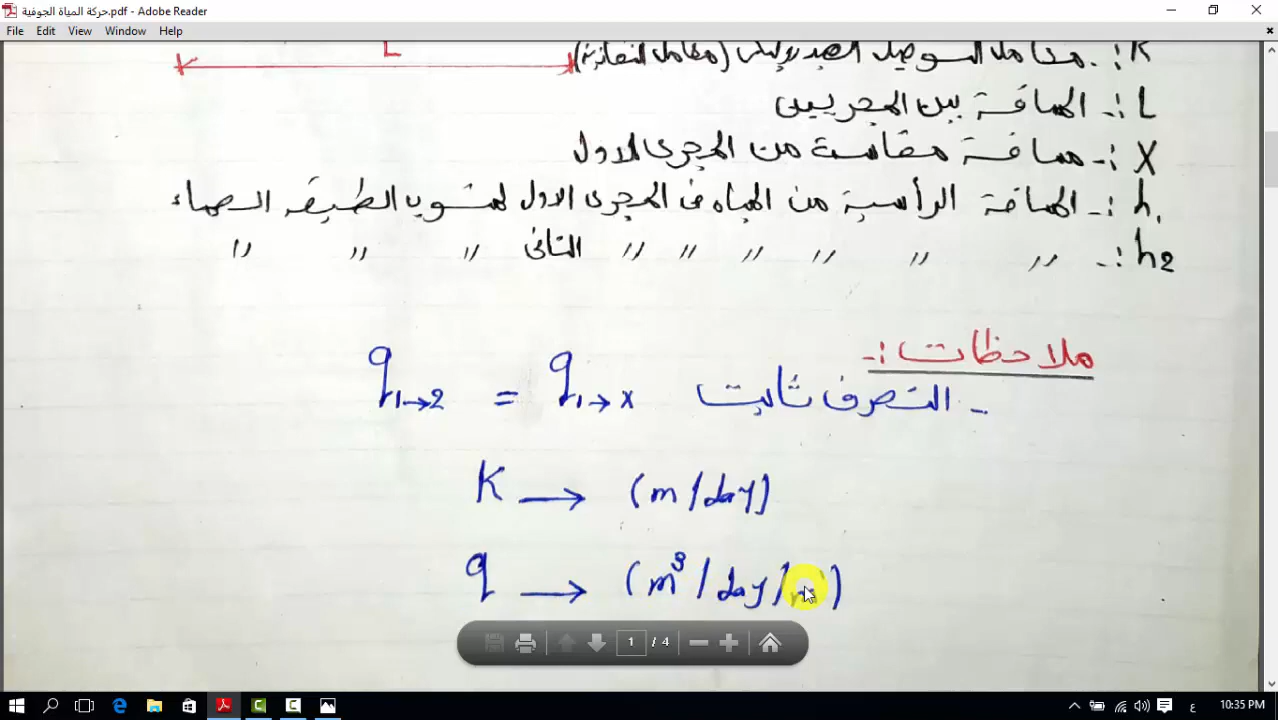 حركة المياة الجوفية.pdf - Adobe Reader
File Edit View Window Help
L
K :- معامل التوصيل الهيدروليكى (معامل النفاذية)
L :- المسافة بين المجريين
X :- مسافة مقاسة من المجرى الاول
h1 :- المسافة الرأسية من المياه فى المجرى الاول لمنسوب الطبقه الصماء
h2 :- // // // // // // الثانى // // //
ملاحظات :-
- التصرف ثابت q1→x = q1→2
K → (m/day)
q → (m3/day/m)
1 / 4
ع 10:35 PM